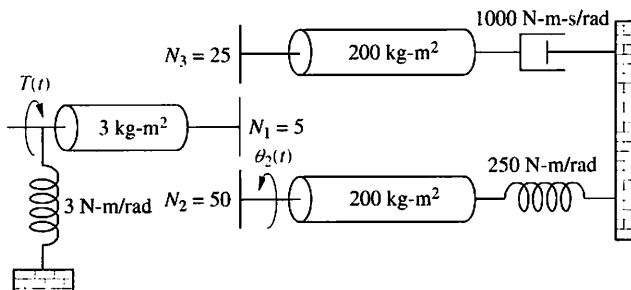 1000 N-m-s/rad
N₃ = 25
200 kg-m²
T(t)
3 kg-m²
N₁ = 5
θ₂(t)
250 N-m/rad
3 N-m/rad
N₂ = 50
200 kg-m²